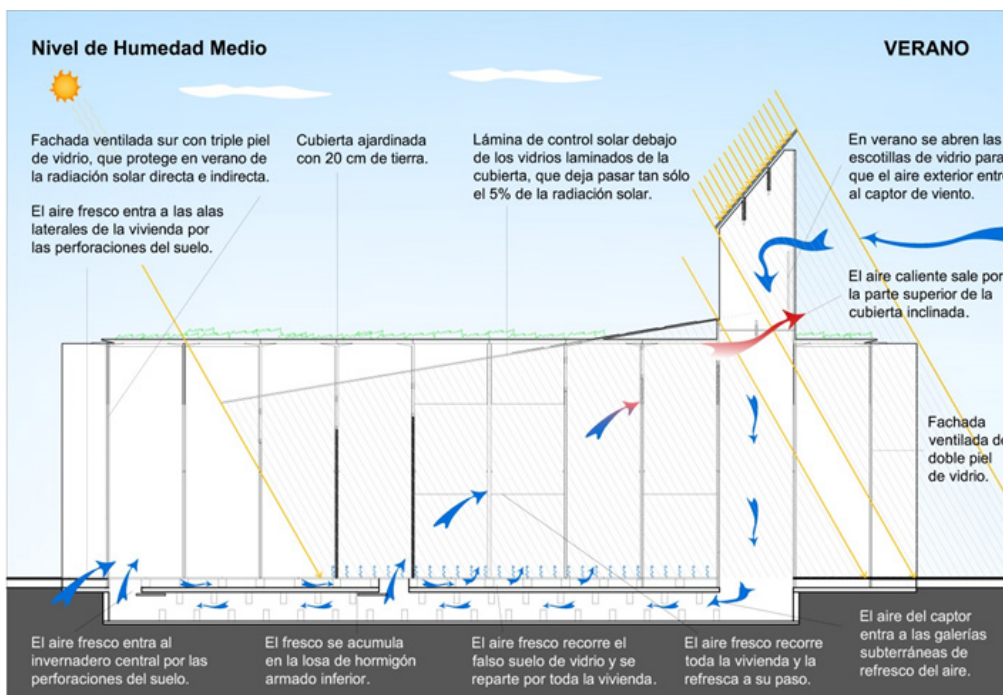 Nivel de Humedad Medio
VERANO
Fachada ventilada sur con triple piel
de vidrio, que protege en verano de
la radiación solar directa e indirecta.
El aire fresco entra a las alas
laterales de la vivienda por
las perforaciones del suelo.
Cubierta ajardinada
con 20 cm de tierra.
Lámina de control solar debajo
de los vidrios laminados de la
cubierta, que deja pasar tan sólo
el 5% de la radiación solar.
En verano se abren las
escotillas de vidrio para
que el aire exterior entre
al captor de viento.
El aire caliente sale por
la parte superior de la
cubierta inclinada.
Fachada
ventilada de
doble piel
de vidrio.
El aire fresco entra al
invernadero central por las
perforaciones del suelo.
El fresco se acumula
en la losa de hormigón
armado inferior.
El aire fresco recorre el
falso suelo de vidrio y se
reparte por toda la vivienda.
El aire fresco recorre
toda la vivienda y la
refresca a su paso.
El aire del captor
entra a las galerías
subterráneas de
refresco del aire.